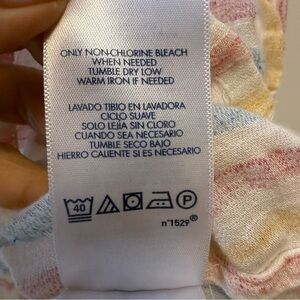 ONLY NON-CHLORINE BLEACH
WHEN NEEDED
TUMBLE DRY LOW
WARM IRON IF NEEDED
LAVADO TIBIO EN LAVADORA
CICLO SUAVE
SOLO LEJIA SIN CLORO
CUANDO SEA NECESARIO
TUMBLE SECO BAJO
HIERRO CALIENTE SI ES NECESARIO
40 P
n°1529®